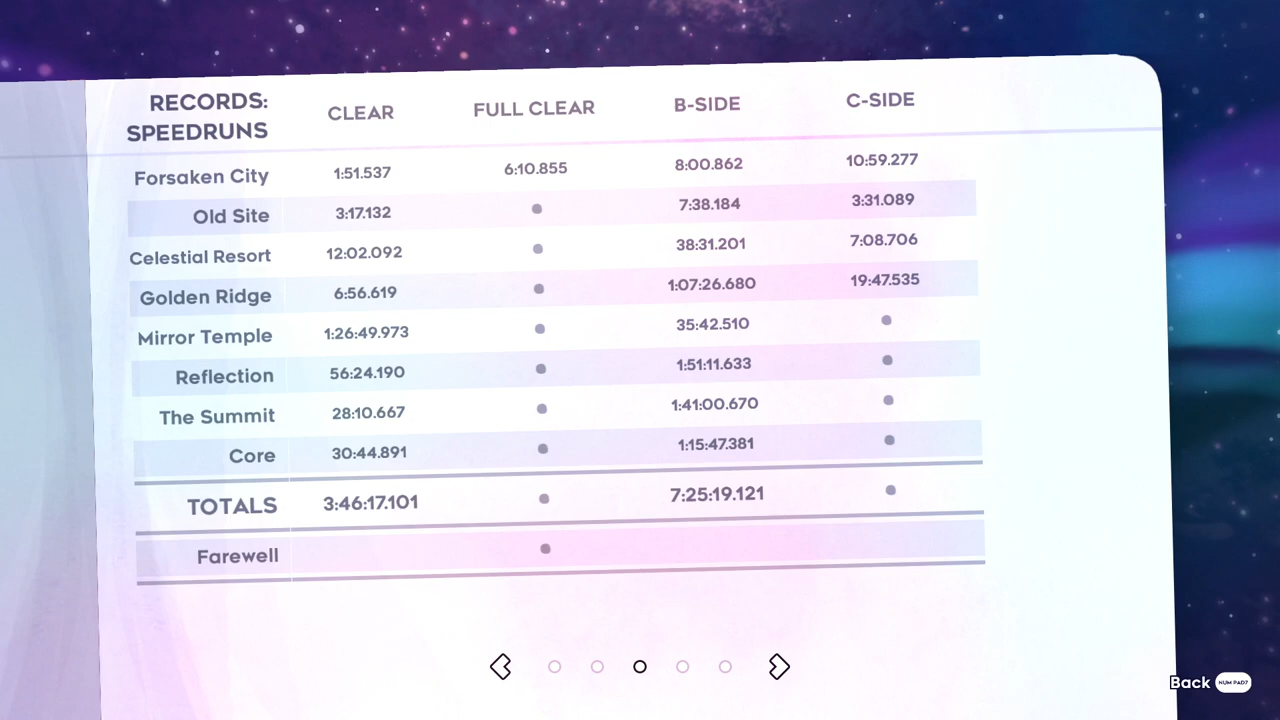 RECORDS: SPEEDRUNS CLEAR FULL CLEAR B-SIDE C-SIDE
Forsaken City 1:51.537 6:10.855 8:00.862 10:59.277
Old Site 3:17.132 7:38.184 3:31.089
Celestial Resort 12:02.092 38:31.201 7:08.706
Golden Ridge 6:56.619 1:07:26.680 19:47.535
Mirror Temple 1:26:49.973 35:42.510
Reflection 56:24.190 1:51:11.633
The Summit 28:10.667 1:41:00.670
Core 30:44.891 1:15:47.381
TOTALS 3:46:17.101 7:25:19.121
Farewell
Back NUM PAD7